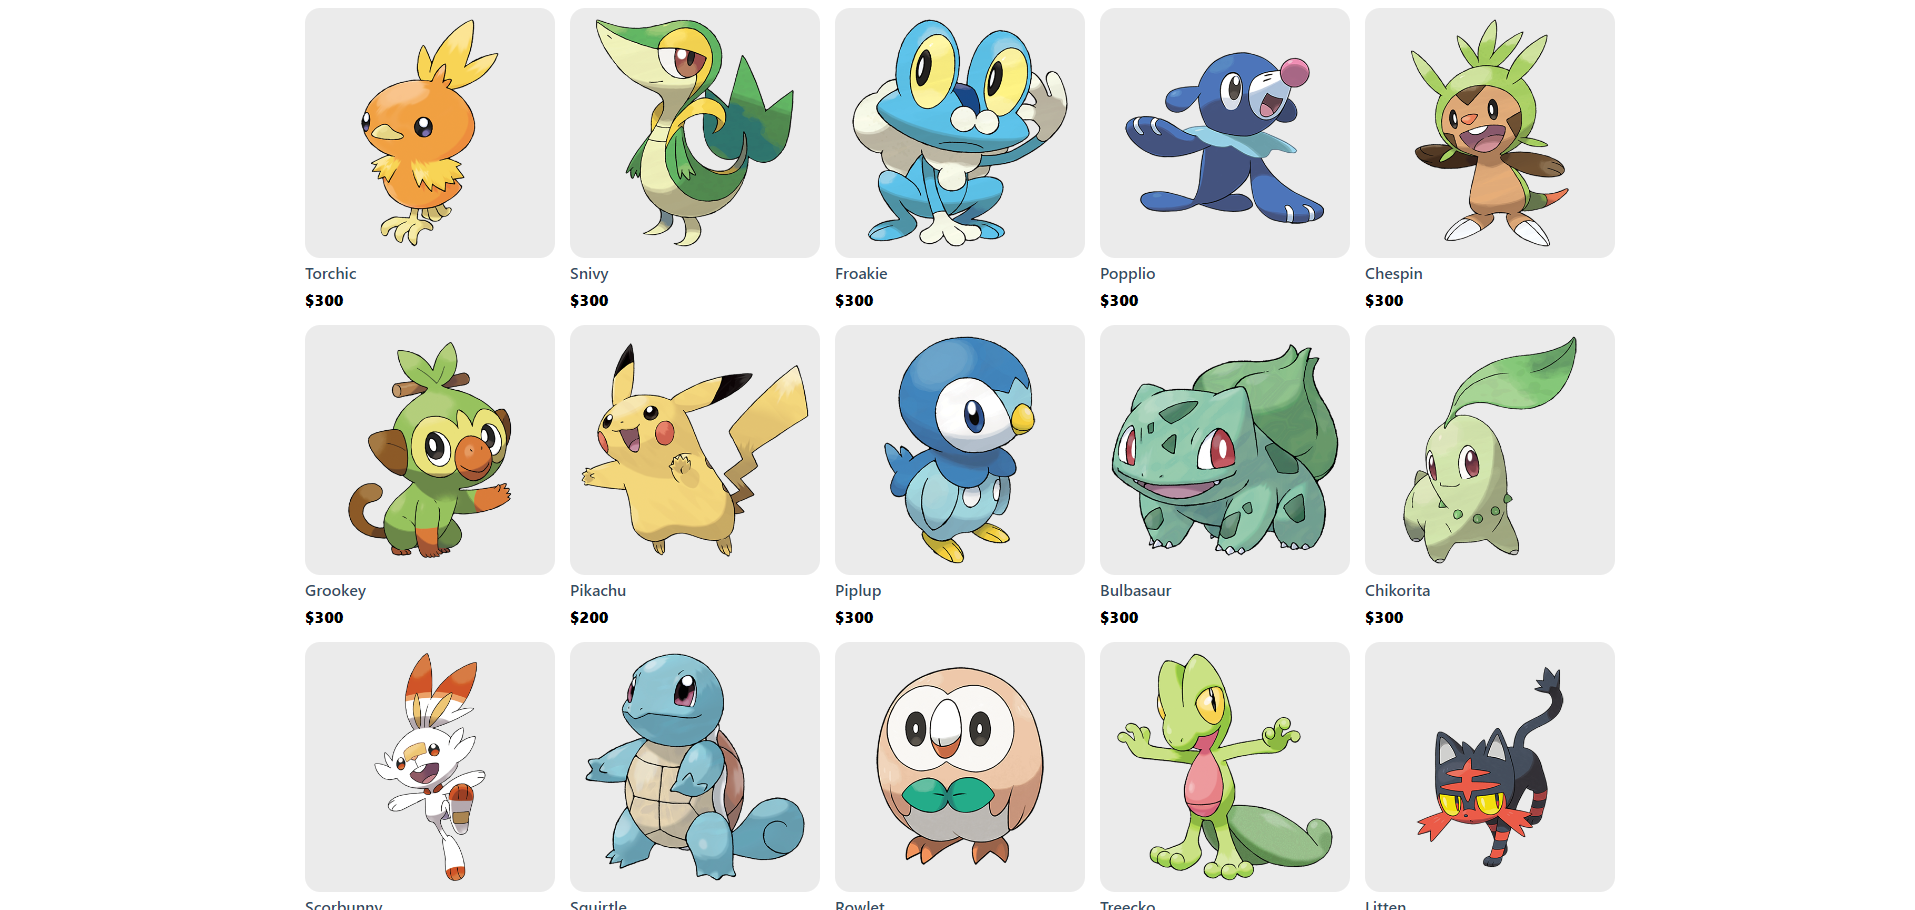 Torchic
$300
Snivy
$300
Froakie
$300
Popplio
$300
Chespin
$300
Grookey
$300
Pikachu
$200
Piplup
$300
Bulbasaur
$300
Chikorita
$300
Scorbunny
Squirtle
Rowlet
Treecko
Litten